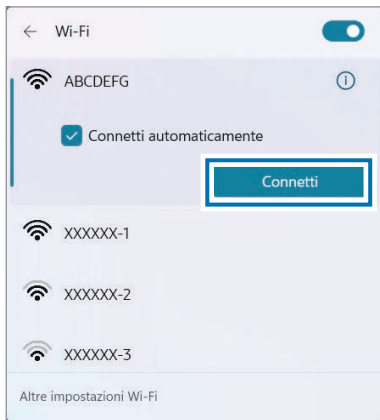 Wi-Fi
ABCDEFG
Connetti automaticamente
Connetti
XXXXXX-1
XXXXXX-2
XXXXXX-3
Altre impostazioni Wi-Fi